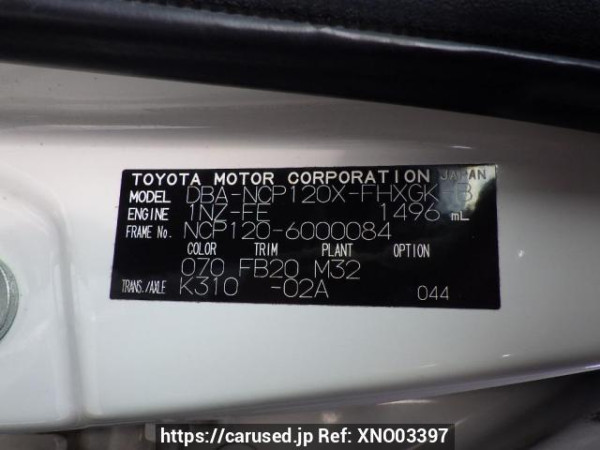 TOYOTA MOTOR CORPORATION JAPAN
MODEL DBA-NCP120X-FHXGK B
ENGINE 1NZ-FE 1496 mL
FRAME No. NCP120-6000084
COLOR TRIM PLANT OPTION
070 FB20 M32
TRANS./AXLE K310 -02A 044
https://carused.jp Ref: XNO03397